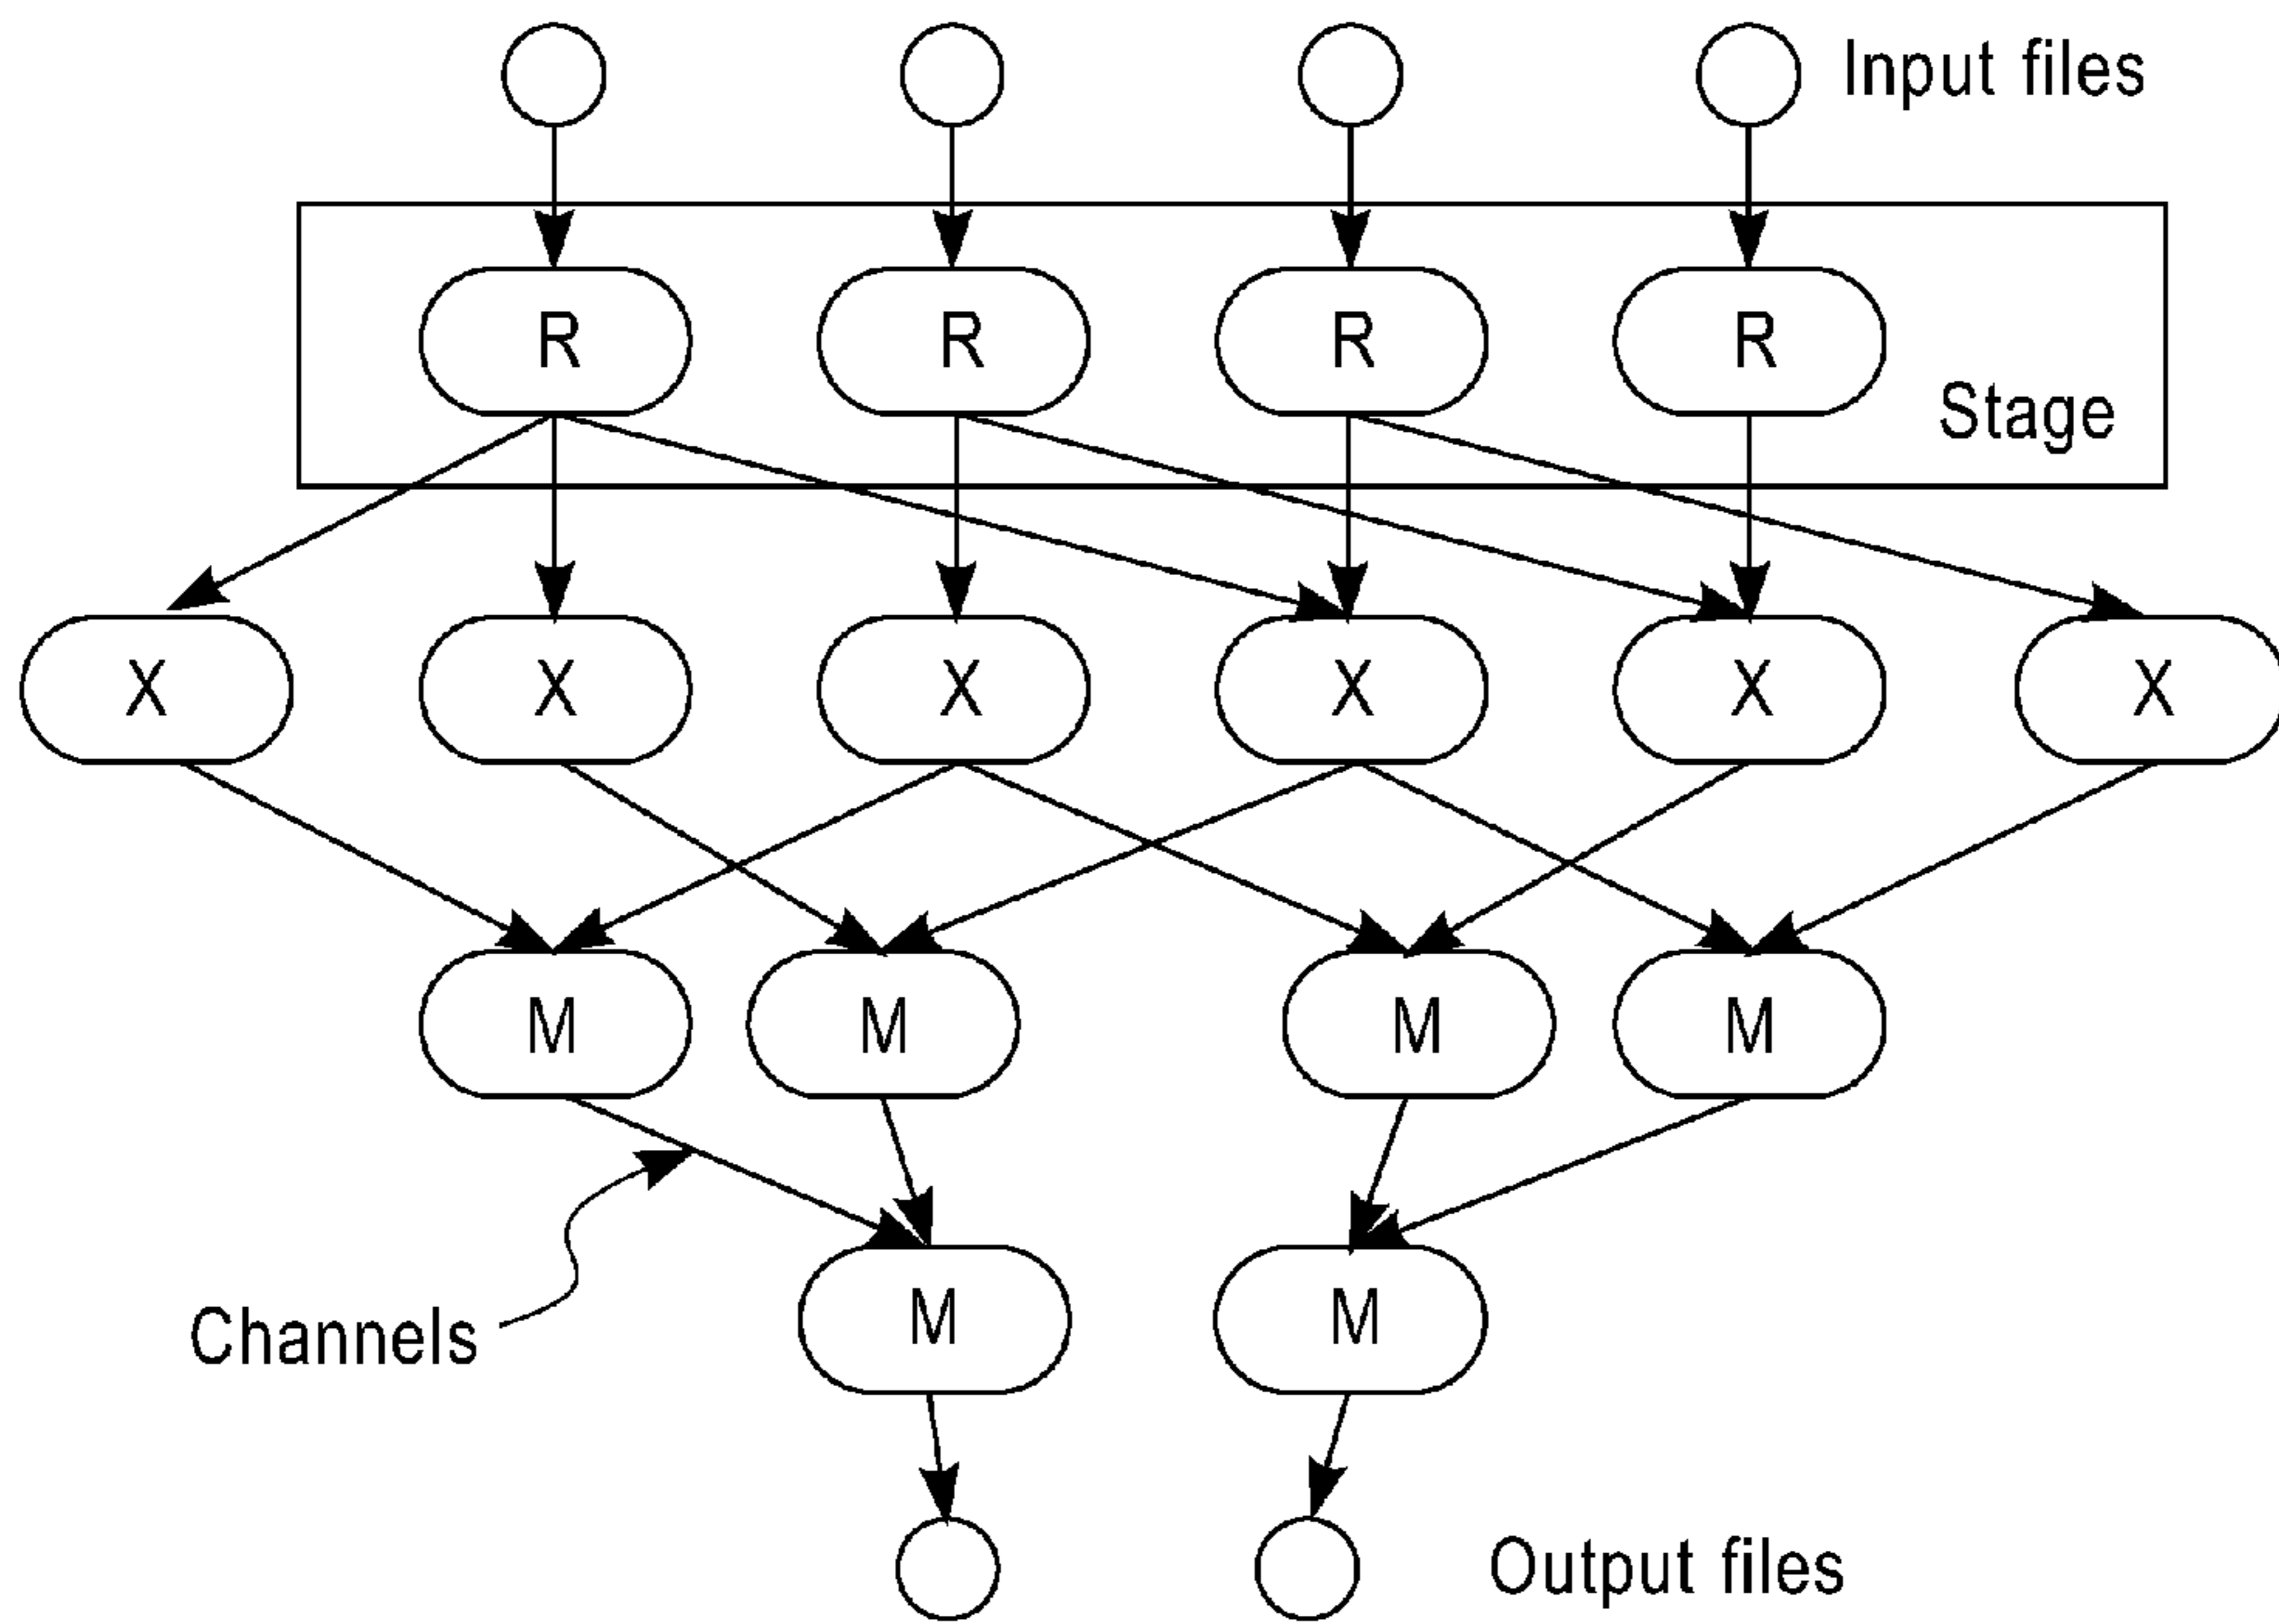 Input files
R R R R
Stage
X X X X X X
M M M M
M M
Channels
Output files